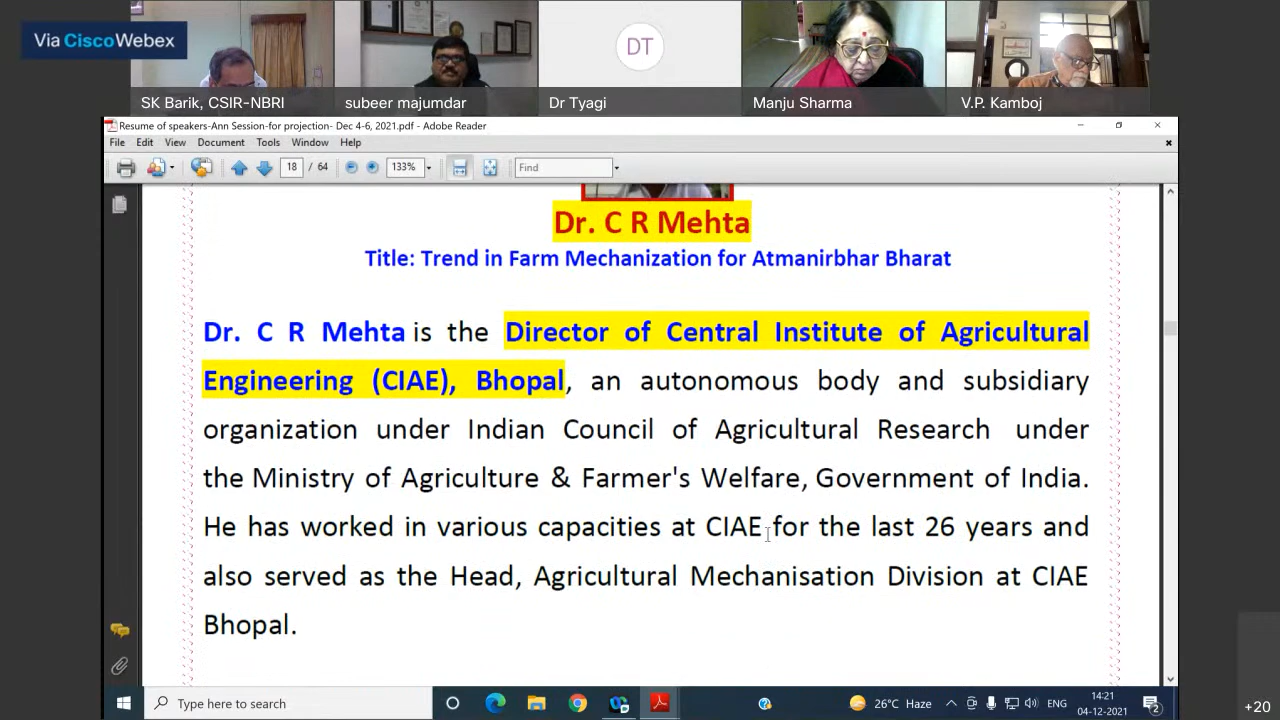 Via CiscoWebex
DT
SK Barik, CSIR-NBRI
subeer majumdar
Dr Tyagi
Manju Sharma
V.P. Kamboj
Resume of speakers-Ann Session-for projection- Dec 4-6, 2021.pdf - Adobe Reader
File Edit View Document Tools Window Help
18 / 64 133% Find
Dr. C R Mehta
Title: Trend in Farm Mechanization for Atmanirbhar Bharat
Dr. C R Mehta is the Director of Central Institute of Agricultural
Engineering (CIAE), Bhopal, an autonomous body and subsidiary
organization under Indian Council of Agricultural Research under
the Ministry of Agriculture & Farmer's Welfare, Government of India.
He has worked in various capacities at CIAE for the last 26 years and
also served as the Head, Agricultural Mechanisation Division at CIAE
Bhopal.
Type here to search
26°C Haze
ENG
14:21
04-12-2021
2
+20